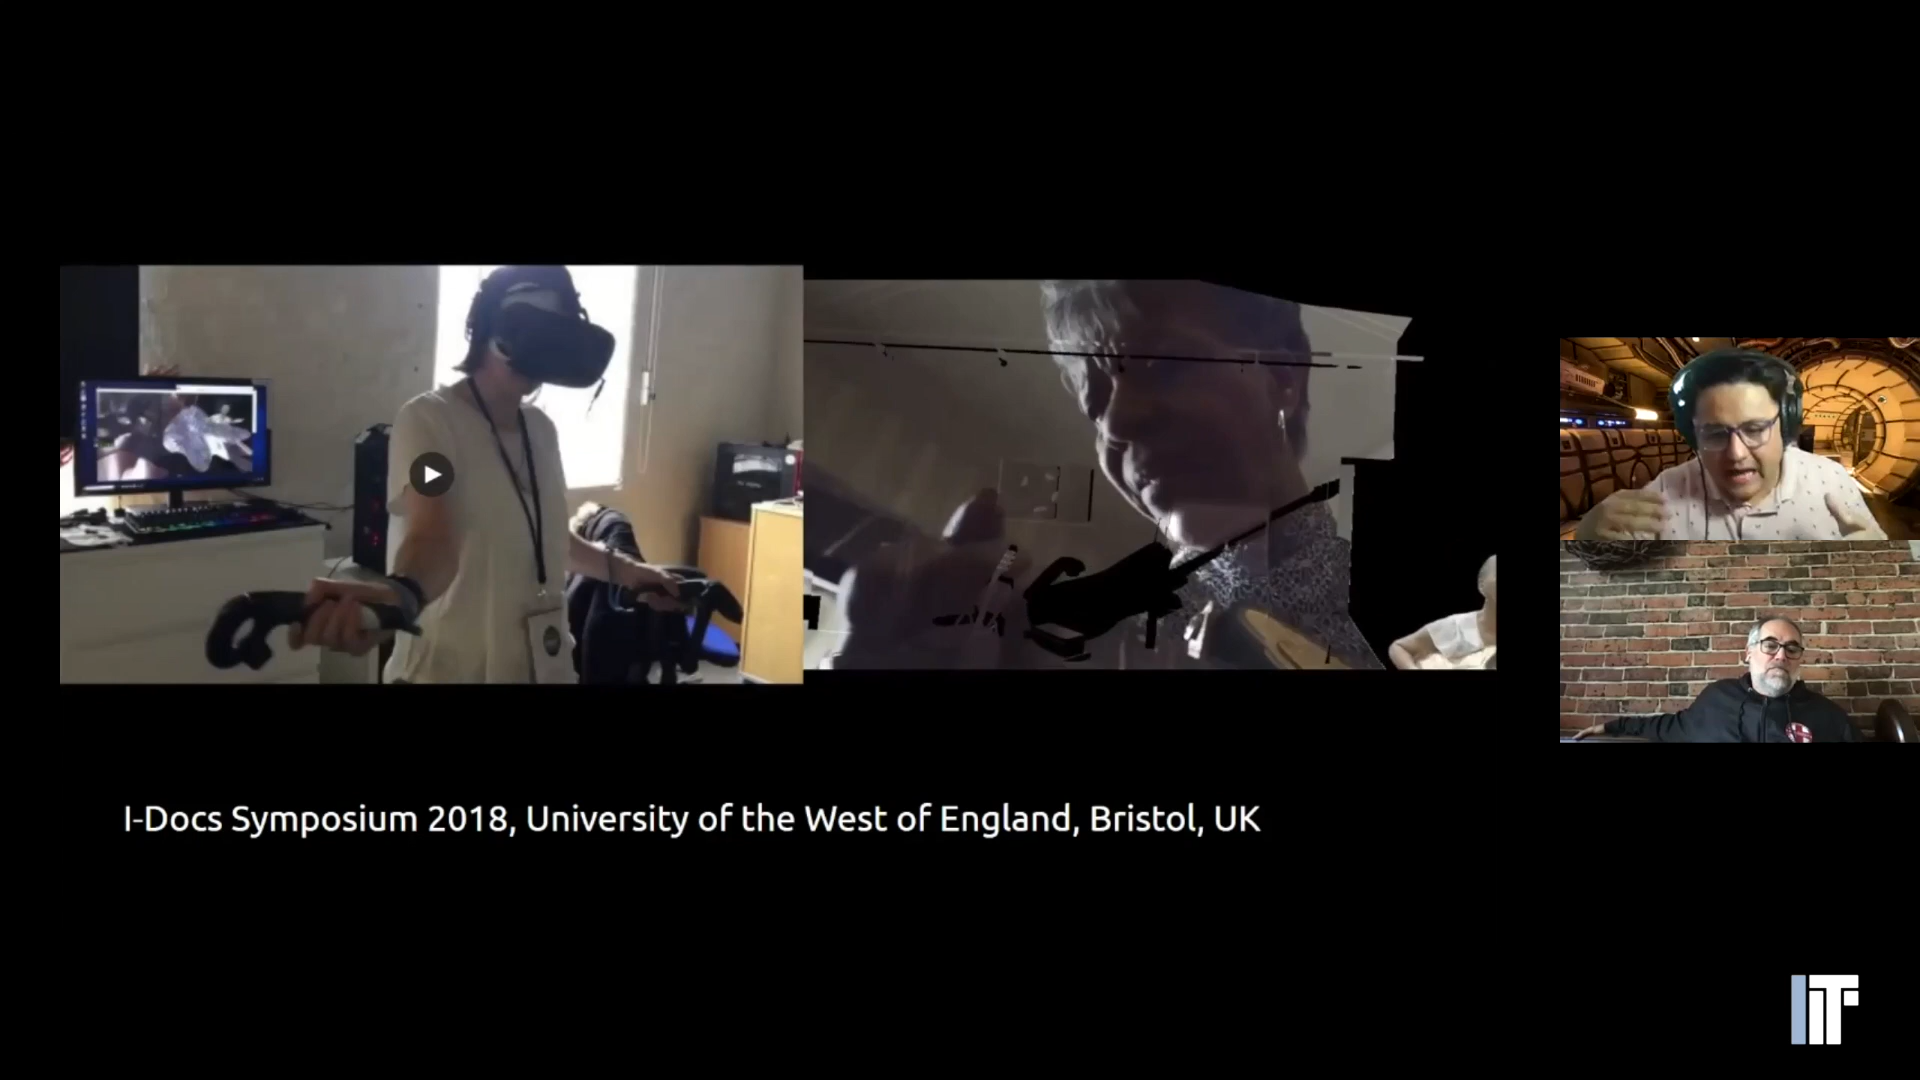 I-Docs Symposium 2018, University of the West of England, Bristol, UK